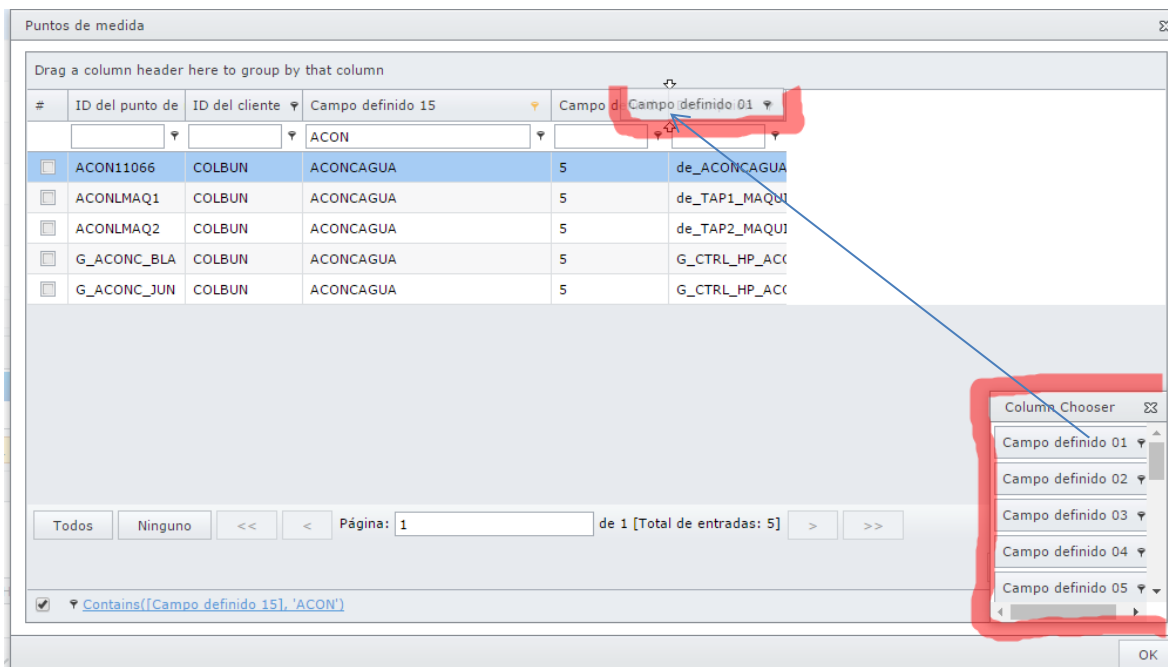 Puntos de medida
Drag a column header here to group by that column
# ID del punto de ID del cliente Campo definido 15 Campo de Campo definido 01
ACON
ACON11066 COLBUN ACONCAGUA 5 de_ACONCAGUA
ACONLMAQ1 COLBUN ACONCAGUA 5 de_TAP1_MAQUI
ACONLMAQ2 COLBUN ACONCAGUA 5 de_TAP2_MAQUI
G_ACONC_BLA COLBUN ACONCAGUA 5 G_CTRL_HP_ACO
G_ACONC_JUN COLBUN ACONCAGUA 5 G_CTRL_HP_ACO
Column Chooser
Campo definido 01
Campo definido 02
Campo definido 03
Campo definido 04
Campo definido 05
Todos Ninguno << < Página: 1 de 1 [Total de entradas: 5] > >>
Contains([Campo definido 15], 'ACON')
OK